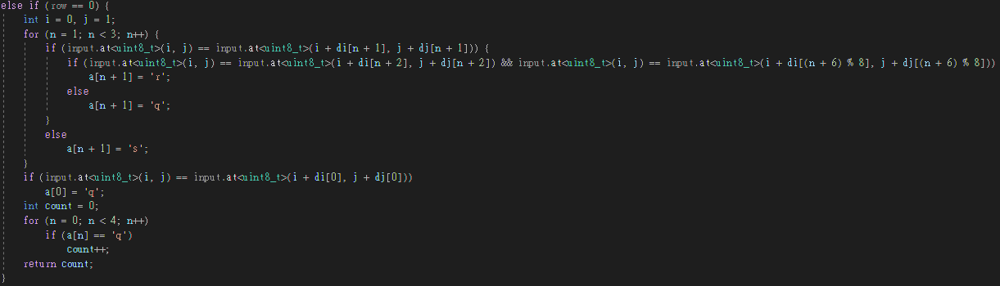 else if (row == 0) {
int i = 0, j = 1;
for (n = 1; n < 3; n++) {
if (input.at<uint8_t>(i, j) == input.at<uint8_t>(i + di[n + 1], j + dj[n + 1])) {
if (input.at<uint8_t>(i, j) == input.at<uint8_t>(i + di[n + 2], j + dj[n + 2]) && input.at<uint8_t>(i, j) == input.at<uint8_t>(i + di[(n + 6) % 8], j + dj[(n + 6) % 8]))
a[n + 1] = 'r';
else
a[n + 1] = 'q';
}
else
a[n + 1] = 's';
}
if (input.at<uint8_t>(i, j) == input.at<uint8_t>(i + di[0], j + dj[0]))
a[0] = 'q';
int count = 0;
for (n = 0; n < 4; n++)
if (a[n] == 'q')
count++;
return count;
}